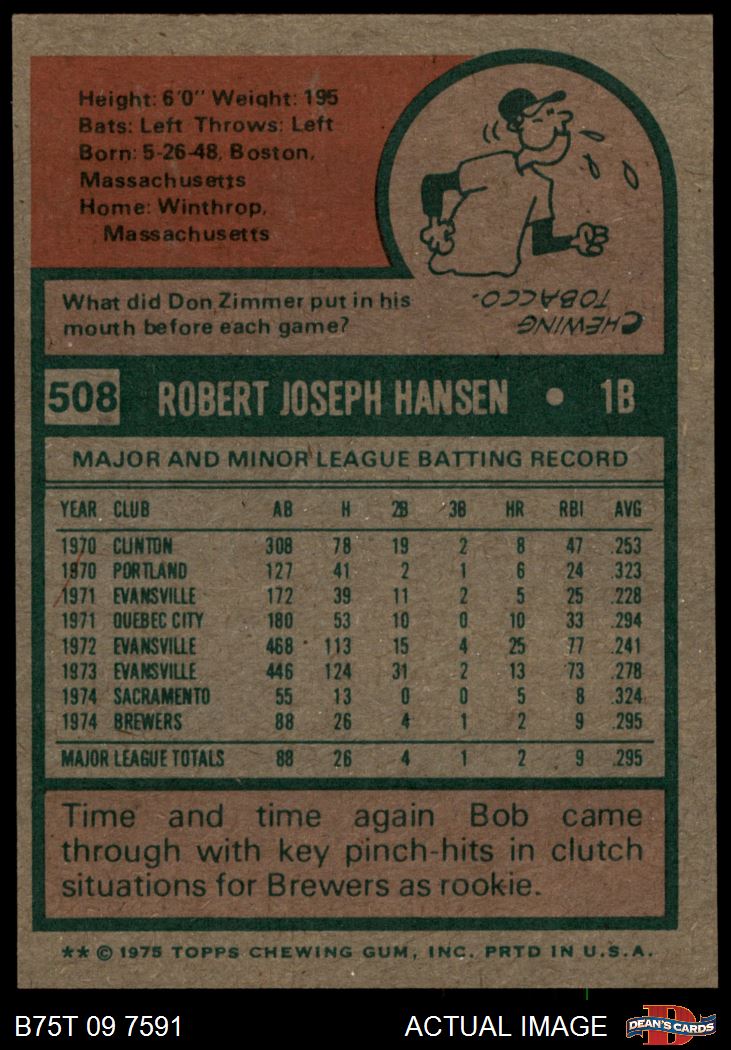 Height: 6'0" Weight: 195
Bats: Left Throws: Left
Born: 5-26-48, Boston,
Massachusetts
Home: Winthrop,
Massachusetts
What did Don Zimmer put in his
mouth before each game?
CHEWING
TOBACCO.
508 ROBERT JOSEPH HANSEN • 1B
MAJOR AND MINOR LEAGUE BATTING RECORD
YEAR CLUB AB H 2B 3B HR RBI AVG
1970 CLINTON 308 78 19 2 8 47 .253
1970 PORTLAND 127 41 2 1 6 24 .323
1971 EVANSVILLE 172 39 11 2 5 25 .228
1971 QUEBEC CITY 180 53 10 0 10 33 .294
1972 EVANSVILLE 468 113 15 4 25 77 .241
1973 EVANSVILLE 446 124 31 2 13 73 .278
1974 SACRAMENTO 55 13 0 0 5 8 .324
1974 BREWERS 88 26 4 1 2 9 .295
MAJOR LEAGUE TOTALS 88 26 4 1 2 9 .295
Time and time again Bob came
through with key pinch-hits in clutch
situations for Brewers as rookie.
** © 1975 TOPPS CHEWING GUM, INC. PRTD IN U.S.A.
B75T 09 7591 ACTUAL IMAGE D DEAN'S CARDS